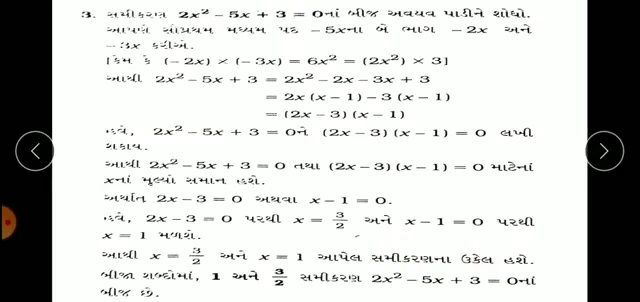 3. સમીકરણ 2x² − 5x + 3 = 0નાં બીજ અવયવ પાડીને શોધો.
આપણે સૌપ્રથમ મધ્યમ પદ − 5xના બે ભાગ − 2x અને
− 3x કરીએ.
[કેમ કે (− 2x) × (− 3x) = 6x² = (2x²) × 3]
આથી 2x² − 5x + 3 = 2x² − 2x − 3x + 3
= 2x (x − 1) − 3 (x − 1)
= (2x − 3) (x − 1)
હવે, 2x² − 5x + 3 = 0ને (2x − 3) (x − 1) = 0 લખી
શકાય.
આથી 2x² − 5x + 3 = 0 તથા (2x − 3) (x − 1) = 0 માટેનાં
xનાં મૂલ્યો સમાન હશે.
અર્થાત્ 2x − 3 = 0 અથવા x − 1 = 0.
હવે, 2x − 3 = 0 પરથી x = 3/2 અને x − 1 = 0 પરથી
x = 1 મળશે.
આથી x = 3/2 અને x = 1 આપેલ સમીકરણના ઉકેલ હશે.
બીજા શબ્દોમાં, 1 અને 3/2 સમીકરણ 2x² − 5x + 3 = 0નાં
બીજ છે.